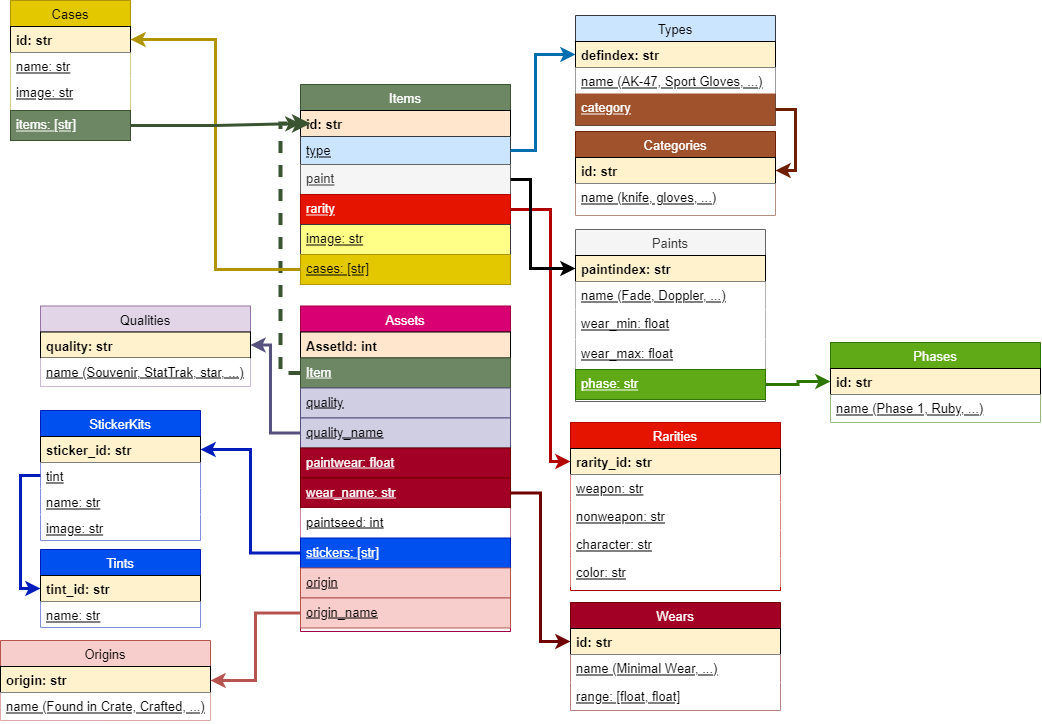 Cases
id: str
name: str
image: str
items: [str]
Items
id: str
type
paint
rarity
image: str
cases: [str]
Types
defindex: str
name (AK-47, Sport Gloves, ...)
category
Categories
id: str
name (knife, gloves, ...)
Paints
paintindex: str
name (Fade, Doppler, ...)
wear_min: float
wear_max: float
phase: str
Phases
id: str
name (Phase 1, Ruby, ...)
Qualities
quality: str
name (Souvenir, StatTrak, star, ...)
Assets
AssetId: int
Item
quality
quality_name
paintwear: float
wear_name: str
paintseed: int
stickers: [str]
origin
origin_name
StickerKits
sticker_id: str
tint
name: str
image: str
Tints
tint_id: str
name: str
Origins
origin: str
name (Found in Crate, Crafted, ...)
Rarities
rarity_id: str
weapon: str
nonweapon: str
character: str
color: str
Wears
id: str
name (Minimal Wear, ...)
range: [float, float]